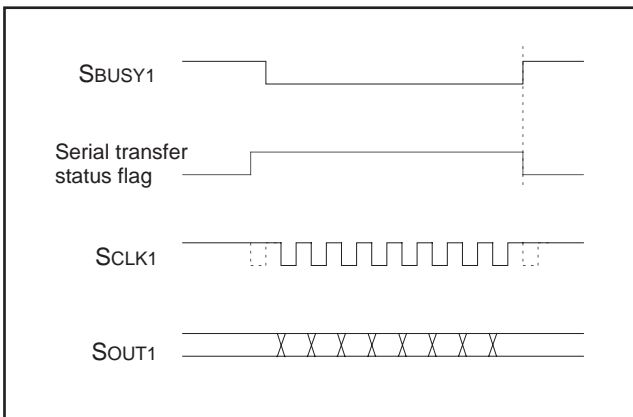 SBUSY1
Serial transfer
status flag
SCLK1
SOUT1